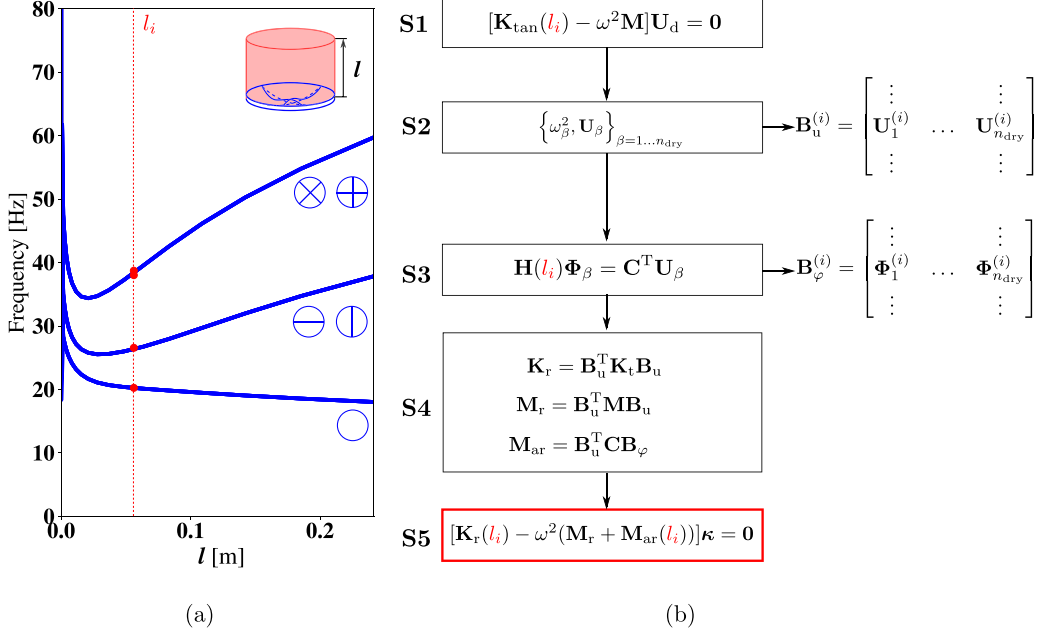 80
70
60
50
40
30
20
10
0
Frequency [Hz]
0.0
0.1
0.2
l [m]
l_i
l
(a)
S1
[K_tan(l_i) − ω²M]U_d = 0
S2
{ω_β², U_β}_{β=1…n_dry}
B_u^(i) = [⋮ ⋮
U_1^(i) … U_{n_dry}^(i)
⋮ ⋮]
S3
H(l_i)Φ_β = C^T U_β
B_φ^(i) = [⋮ ⋮
Φ_1^(i) … Φ_{n_dry}^(i)
⋮ ⋮]
S4
K_r = B_u^T K_t B_u
M_r = B_u^T M B_u
M_ar = B_u^T C B_φ
S5
[K_r(l_i) − ω²(M_r + M_ar(l_i))]κ = 0
(b)